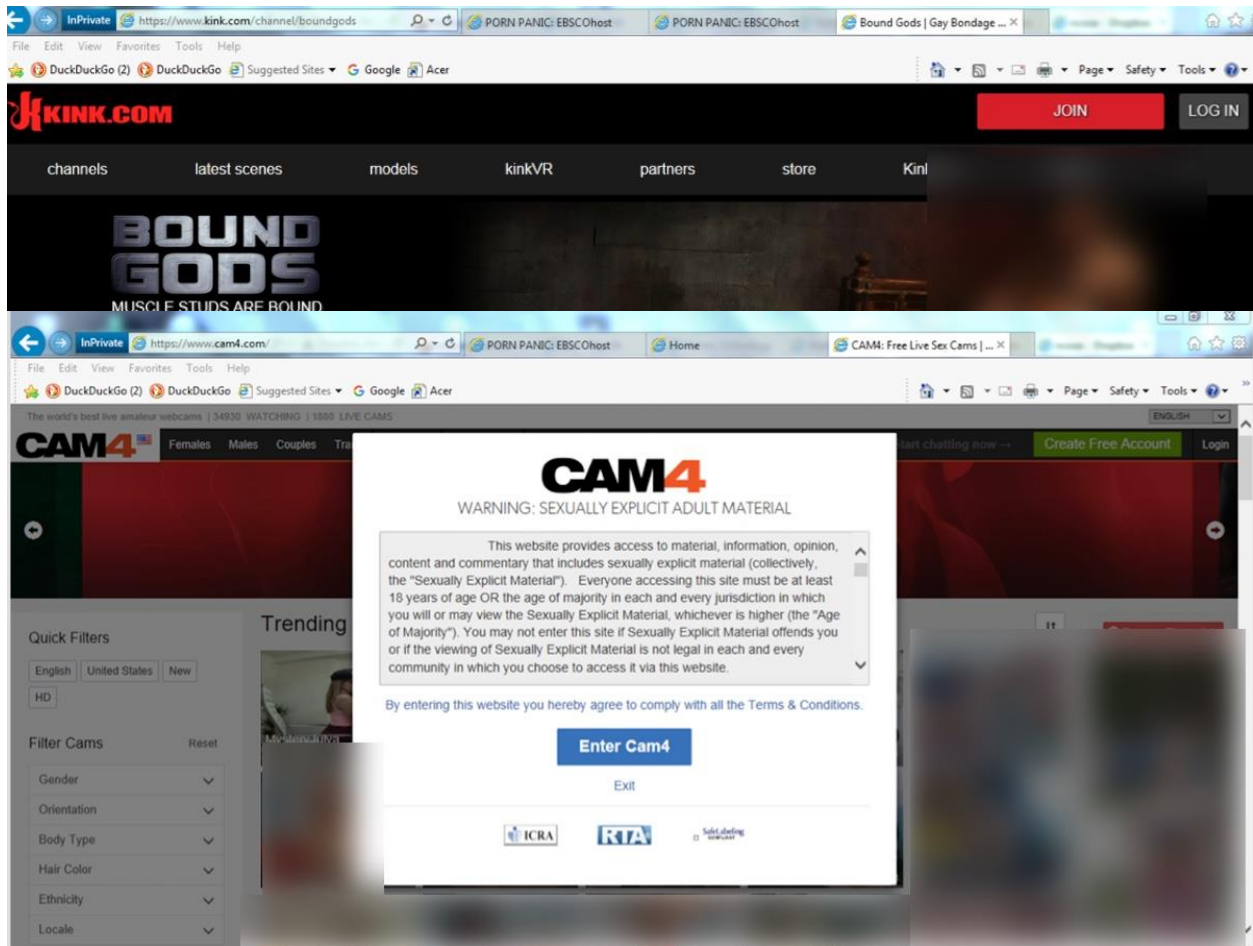 InPrivate https://www.kink.com/channel/boundgods PORN PANIC: EBSCOhost PORN PANIC: EBSCOhost Bound Gods | Gay Bondage ...
File Edit View Favorites Tools Help
DuckDuckGo (2) DuckDuckGo Suggested Sites Google Acer Page Safety Tools
KINK.COM JOIN LOG IN
channels latest scenes models kinkVR partners store
BOUND
GODS
MUSCLE STUDS ARE BOUND
InPrivate https://www.cam4.com/ PORN PANIC: EBSCOhost Home CAM4: Free Live Sex Cams | ...
File Edit View Favorites Tools Help
DuckDuckGo (2) DuckDuckGo Suggested Sites Google Acer Page Safety Tools
The world's best live amateur webcams | 34930 WATCHING | 1880 LIVE CAMS ENGLISH
CAM4 Females Males Couples start chatting now → Create Free Account Login
CAM4
WARNING: SEXUALLY EXPLICIT ADULT MATERIAL
This website provides access to material, information, opinion,
content and commentary that includes sexually explicit material (collectively,
the "Sexually Explicit Material"). Everyone accessing this site must be at least
18 years of age OR the age of majority in each and every jurisdiction in which
you will or may view the Sexually Explicit Material, whichever is higher (the "Age
of Majority"). You may not enter this site if Sexually Explicit Material offends you
or if the viewing of Sexually Explicit Material is not legal in each and every
community in which you choose to access it via this website.
By entering this website you hereby agree to comply with all the Terms & Conditions.
Enter Cam4
Exit
ICRA RTA SafeLabeling
Trending
Quick Filters
English United States New
HD
Filter Cams Reset
Gender
Orientation
Body Type
Hair Color
Ethnicity
Locale